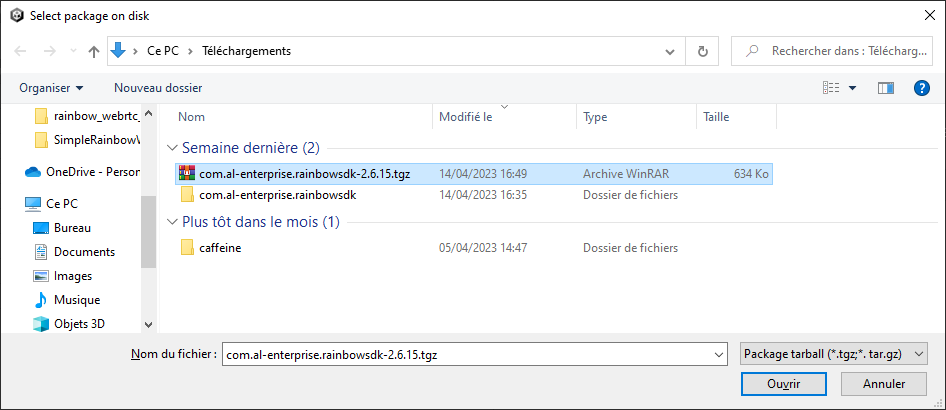 Select package on disk
Ce PC
Téléchargements
Rechercher dans : Télécharg...
Organiser
Nouveau dossier
rainbow_webrtc_
SimpleRainbowV
OneDrive - Person
Ce PC
Bureau
Documents
Images
Musique
Objets 3D
Nom
Modifié le
Type
Taille
Semaine dernière (2)
com.al-enterprise.rainbowsdk-2.6.15.tgz 14/04/2023 16:49 Archive WinRAR 634 Ko
com.al-enterprise.rainbowsdk 14/04/2023 16:35 Dossier de fichiers
Plus tôt dans le mois (1)
caffeine 05/04/2023 14:47 Dossier de fichiers
Nom du fichier : com.al-enterprise.rainbowsdk-2.6.15.tgz
Package tarball (*.tgz;*. tar.gz)
Ouvrir
Annuler